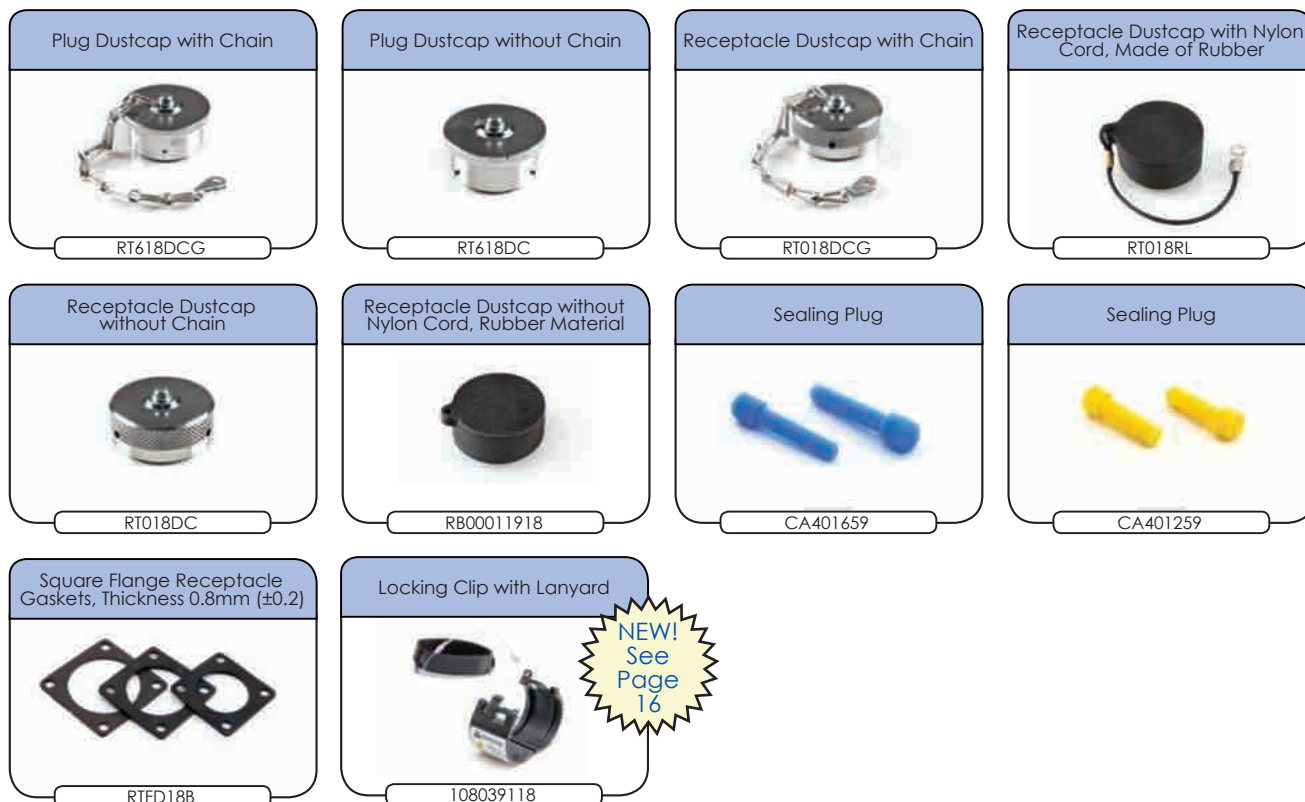 Plug Dustcap with Chain
RT618DCG
Plug Dustcap without Chain
RT618DC
Receptacle Dustcap with Chain
RT018DCG
Receptacle Dustcap with Nylon
Cord, Made of Rubber
RT018RL
Receptacle Dustcap
without Chain
RT018DC
Receptacle Dustcap without
Nylon Cord, Rubber Material
RB00011918
Sealing Plug
CA401659
Sealing Plug
CA401259
Square Flange Receptacle
Gaskets, Thickness 0.8mm (±0.2)
RTFD18B
Locking Clip with Lanyard
NEW!
See
Page
16
108039118